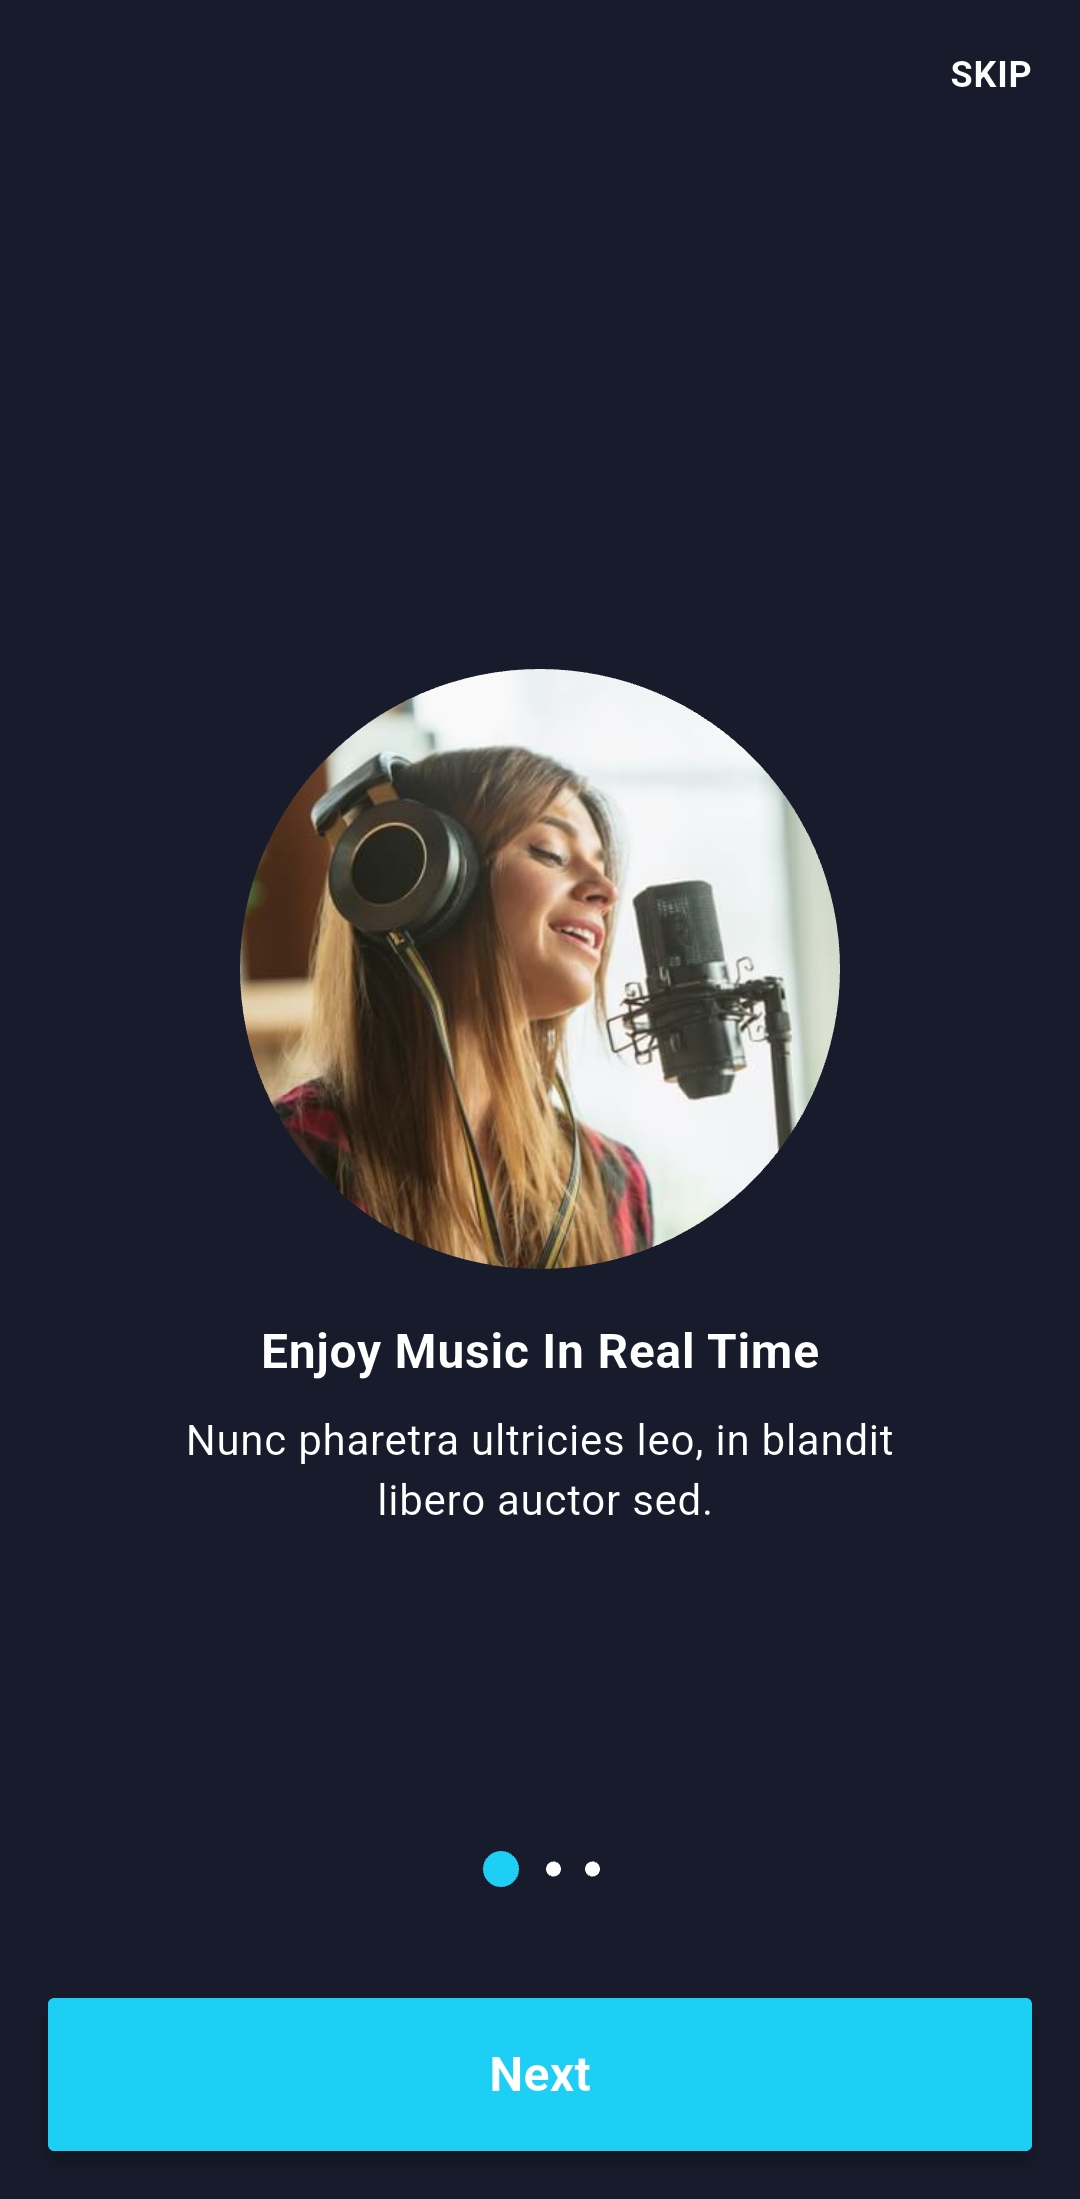 SKIP
Enjoy Music In Real Time
Nunc pharetra ultricies leo, in blandit
libero auctor sed.
Next